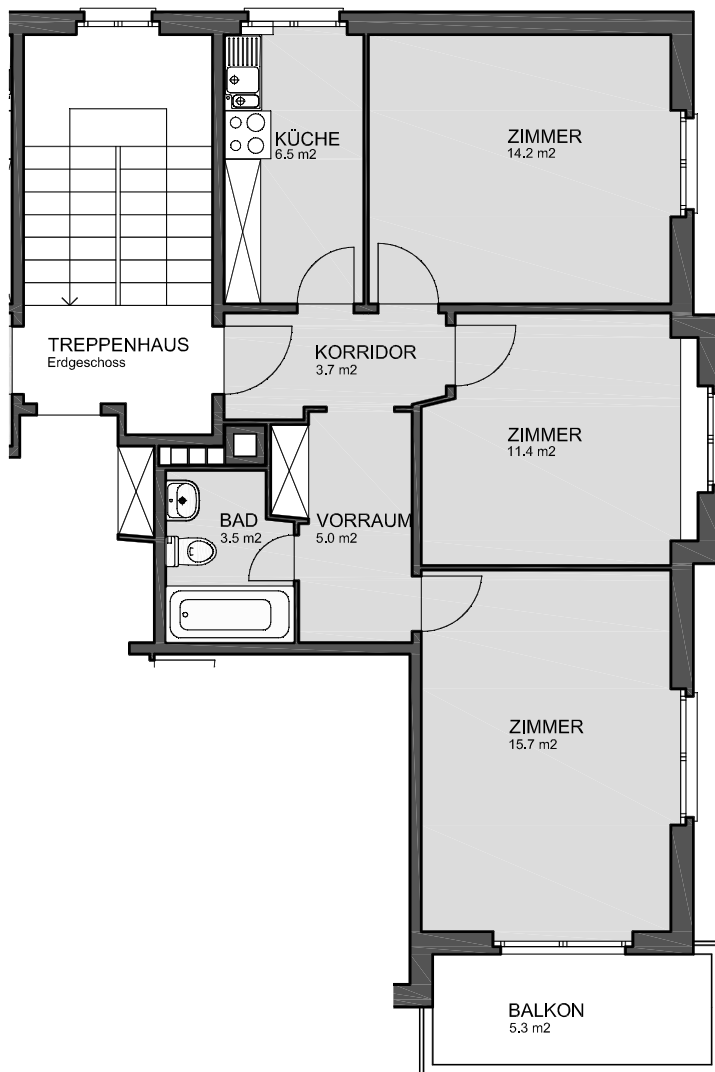 KÜCHE
6.5 m2
ZIMMER
14.2 m2
TREPPENHAUS
Erdgeschoss
KORRIDOR
3.7 m2
ZIMMER
11.4 m2
BAD
3.5 m2
VORRAUM
5.0 m2
ZIMMER
15.7 m2
BALKON
5.3 m2